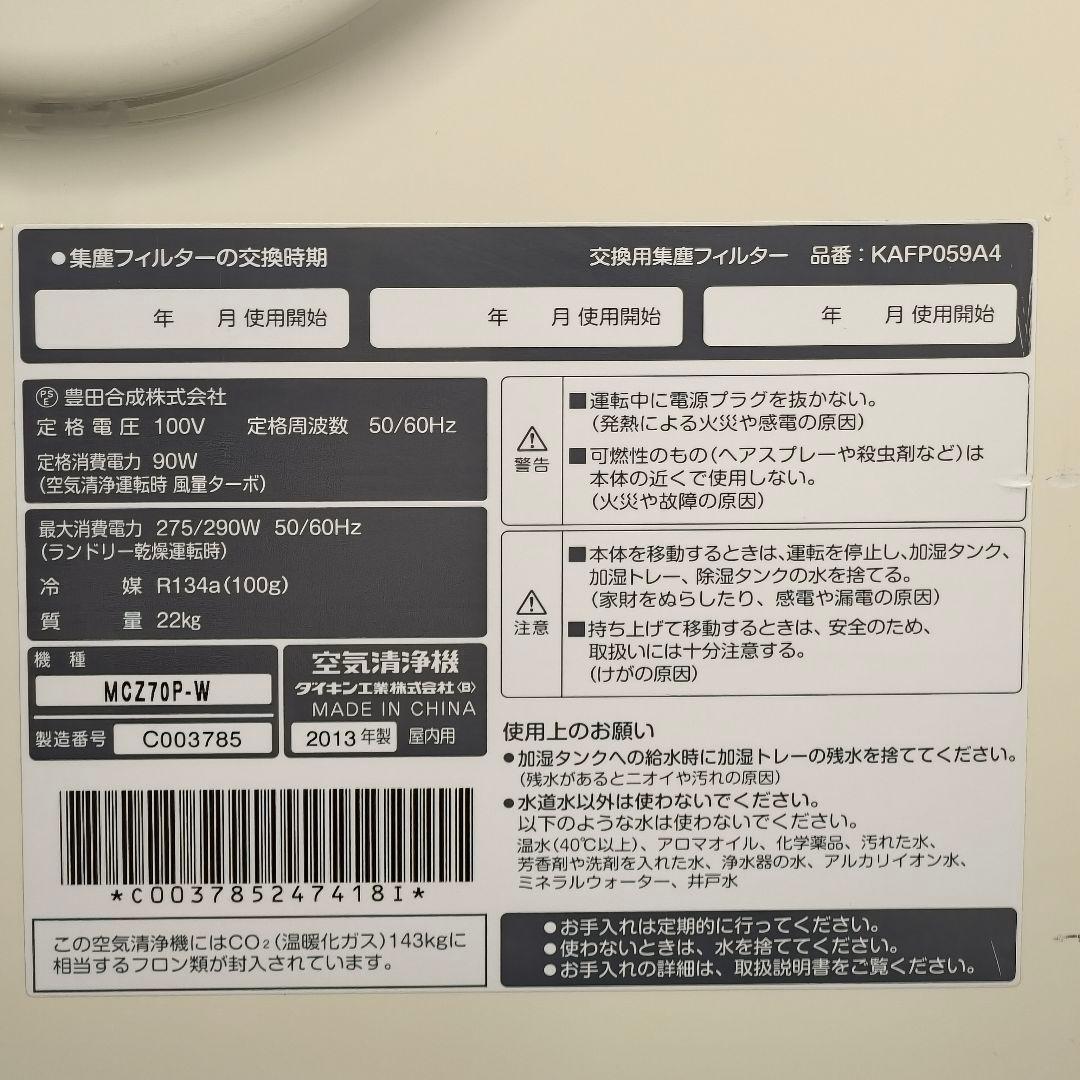 ●集塵フィルターの交換時期
交換用集塵フィルター 品番：KAFP059A4
年 月 使用開始
年 月 使用開始
年 月 使用開始
PSE 豊田合成株式会社
定格電圧 100V 定格周波数 50/60Hz
定格消費電力 90W
(空気清浄運転時 風量ターボ)
最大消費電力 275/290W 50/60Hz
(ランドリー乾燥運転時)
冷媒 R134a(100g)
質量 22kg
機種
MCZ70P-W
製造番号 C003785
空気清浄機
ダイキン工業株式会社〈B〉
MADE IN CHINA
2013年製 屋内用
*C003785247418I*
この空気清浄機にはCO₂(温暖化ガス)143kgに
相当するフロン類が封入されています。
警告
■運転中に電源プラグを抜かない。
(発熱による火災や感電の原因)
■可燃性のもの(ヘアスプレーや殺虫剤など)は
本体の近くで使用しない。
(火災や故障の原因)
注意
■本体を移動するときは、運転を停止し、加湿タンク、
加湿トレー、除湿タンクの水を捨てる。
(家財をぬらしたり、感電や漏電の原因)
■持ち上げて移動するときは、安全のため、
取扱いには十分注意する。
(けがの原因)
使用上のお願い
●加湿タンクへの給水時に加湿トレーの残水を捨ててください。
(残水があるとニオイや汚れの原因)
●水道水以外は使わないでください。
以下のような水は使わないでください。
温水(40℃以上)、アロマオイル、化学薬品、汚れた水、
芳香剤や洗剤を入れた水、浄水器の水、アルカリイオン水、
ミネラルウォーター、井戸水
●お手入れは定期的に行ってください。
●使わないときは、水を捨ててください。
●お手入れの詳細は、取扱説明書をご覧ください。